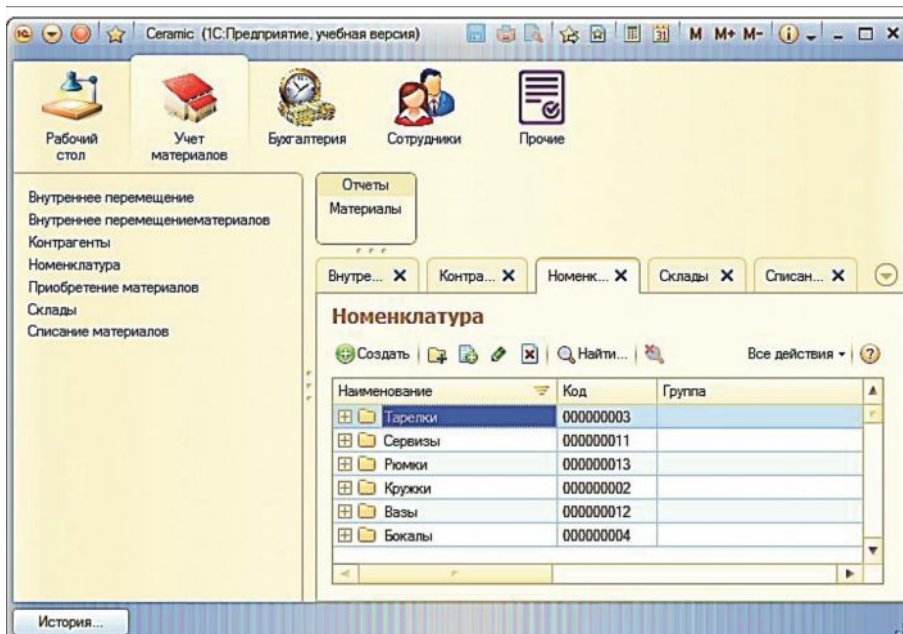 Ceramic (1С:Предприятие, учебная версия)
31 M M+ M-
Рабочий стол
Учет материалов
Бухгалтерия
Сотрудники
Прочие
Внутреннее перемещение
Внутреннее перемещениематериалов
Контрагенты
Номенклатура
Приобретение материалов
Склады
Списание материалов
Отчеты
Материалы
Внутре... Контра... Номенк... Склады Списан...
Номенклатура
Создать Найти... Все действия
Наименование Код Группа
Тарелки 000000003
Сервизы 000000011
Рюмки 000000013
Кружки 000000002
Вазы 000000012
Бокалы 000000004
История...